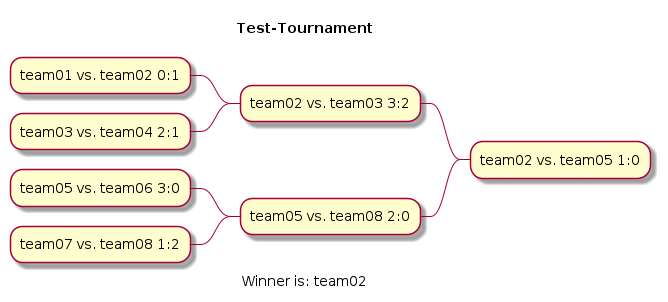 Test-Tournament
team01 vs. team02 0:1
team03 vs. team04 2:1
team05 vs. team06 3:0
team07 vs. team08 1:2
team02 vs. team03 3:2
team05 vs. team08 2:0
team02 vs. team05 1:0
Winner is: team02